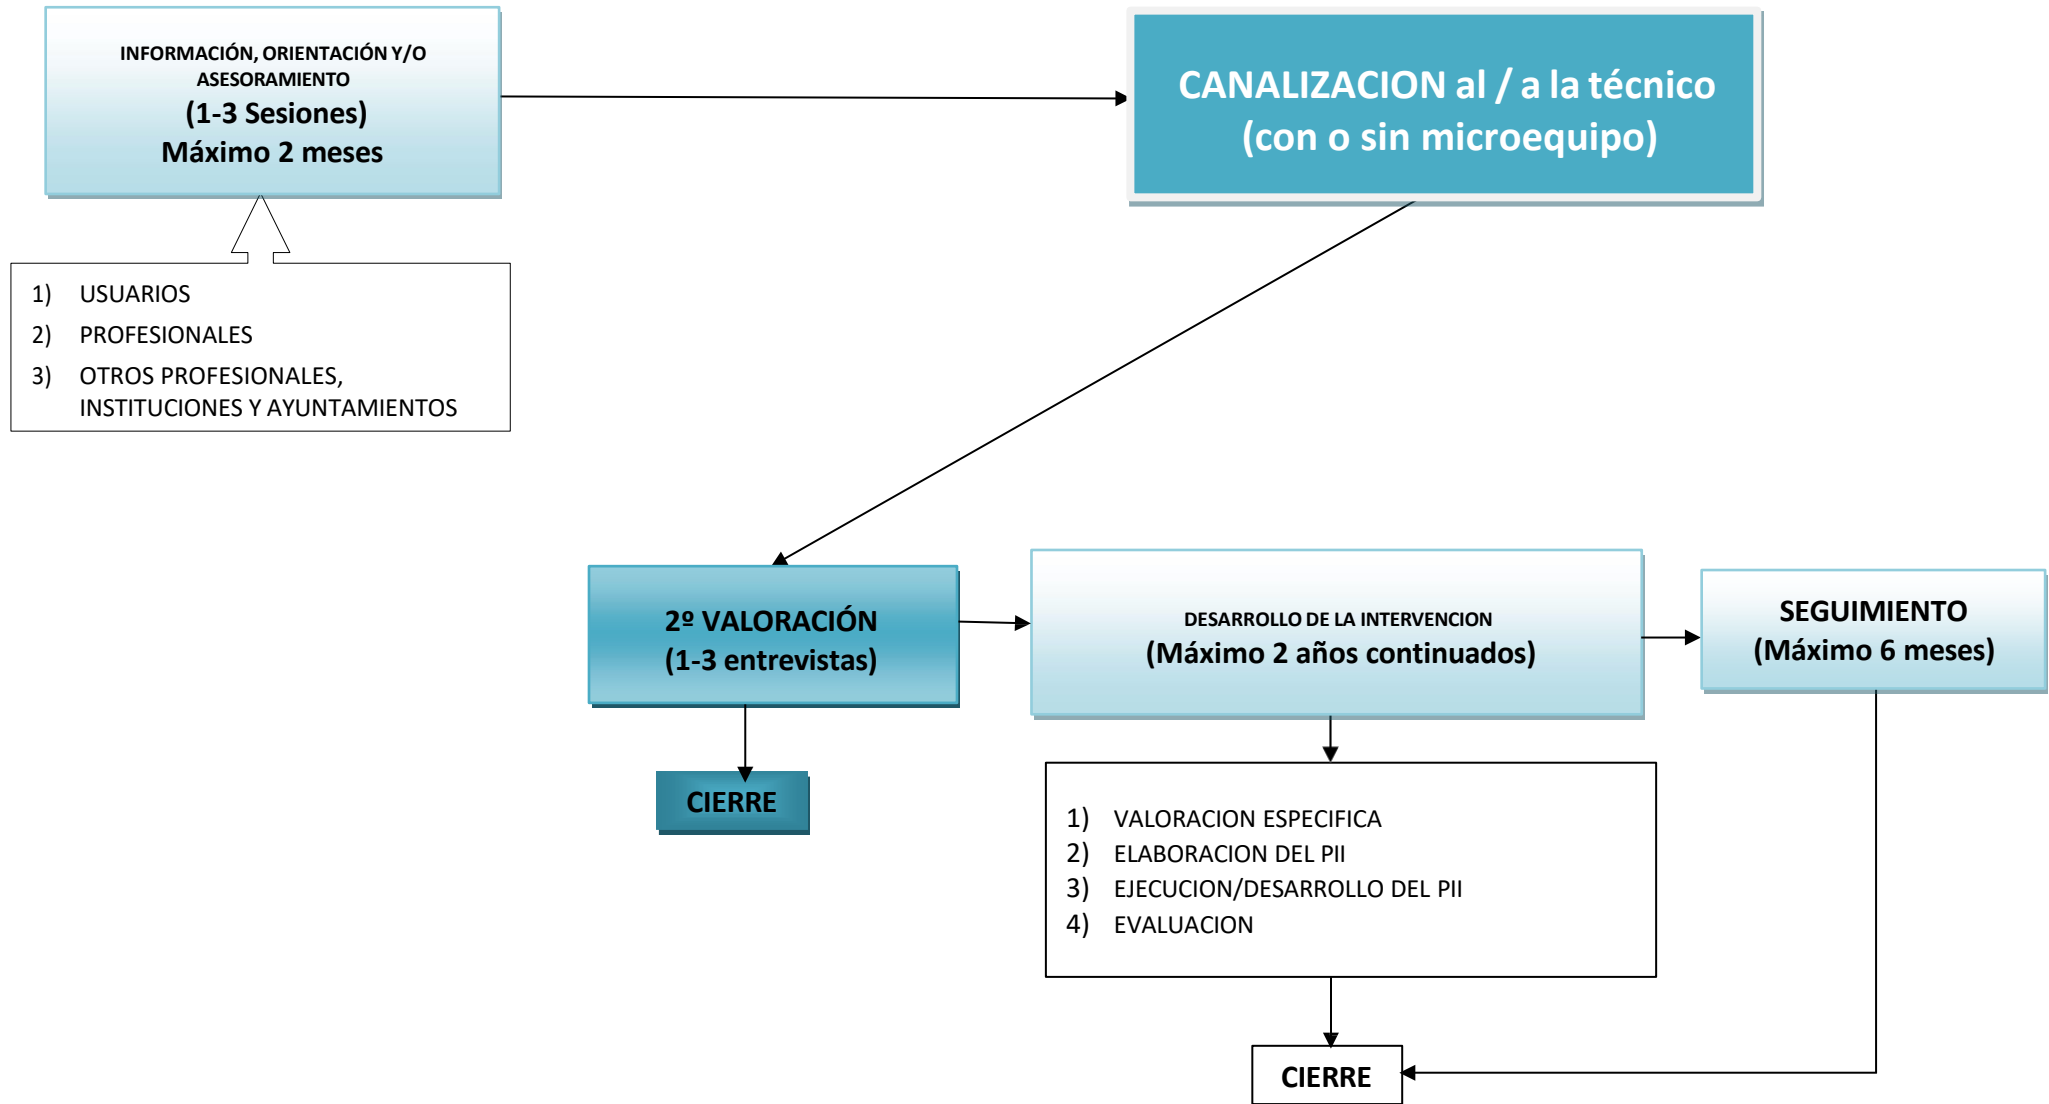 INFORMACIÓN, ORIENTACIÓN Y/O
ASESORAMIENTO
(1-3 Sesiones)
Máximo 2 meses
CANALIZACION al / a la técnico
(con o sin microequipo)
1) USUARIOS
2) PROFESIONALES
3) OTROS PROFESIONALES,
INSTITUCIONES Y AYUNTAMIENTOS
2º VALORACIÓN
(1-3 entrevistas)
DESARROLLO DE LA INTERVENCION
(Máximo 2 años continuados)
SEGUIMIENTO
(Máximo 6 meses)
CIERRE
1) VALORACION ESPECIFICA
2) ELABORACION DEL PII
3) EJECUCION/DESARROLLO DEL PII
4) EVALUACION
CIERRE